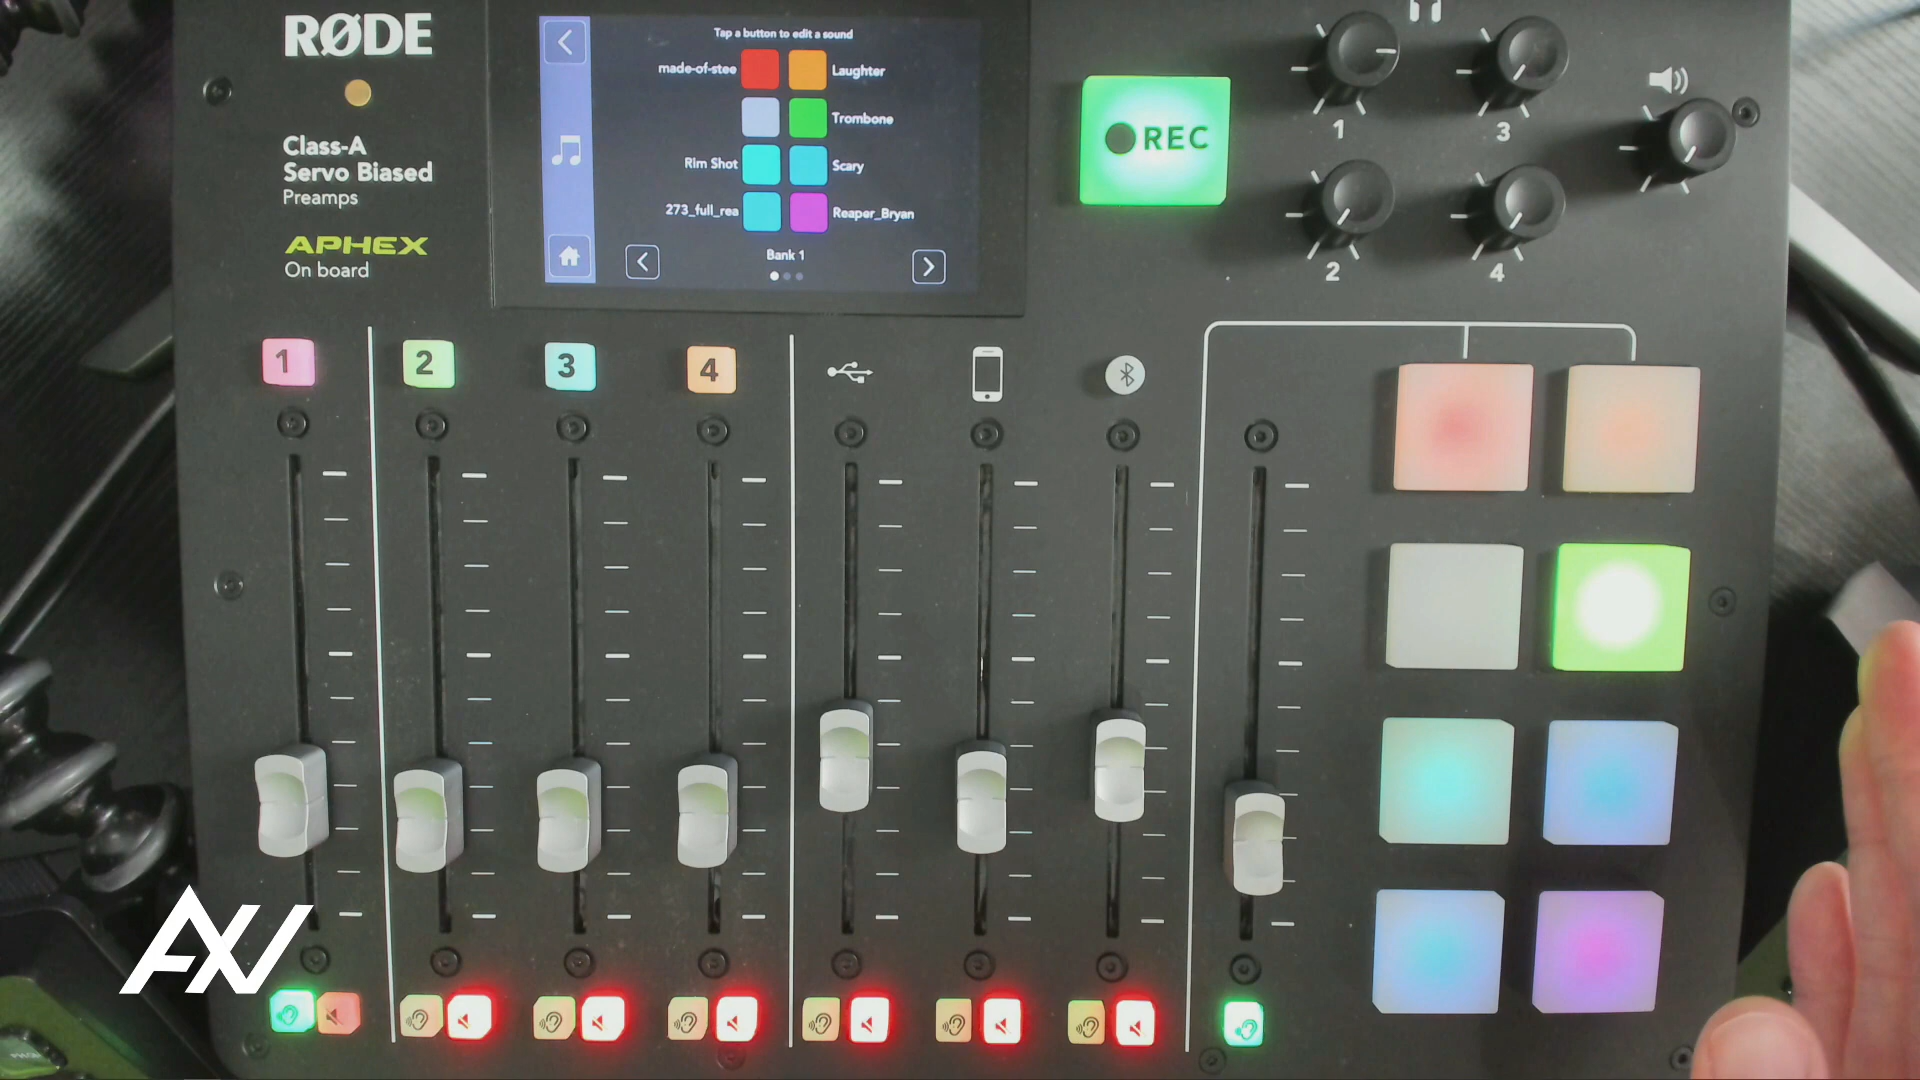 RØDE
Class-A
Servo Biased
Preamps
APHEX
On board
Tap a button to edit a sound
made-of-stee
Laughter
Trombone
Rim Shot
Scary
273_full_rea
Reaper_Bryan
Bank 1
REC
1
3
2
4
1
2
3
4